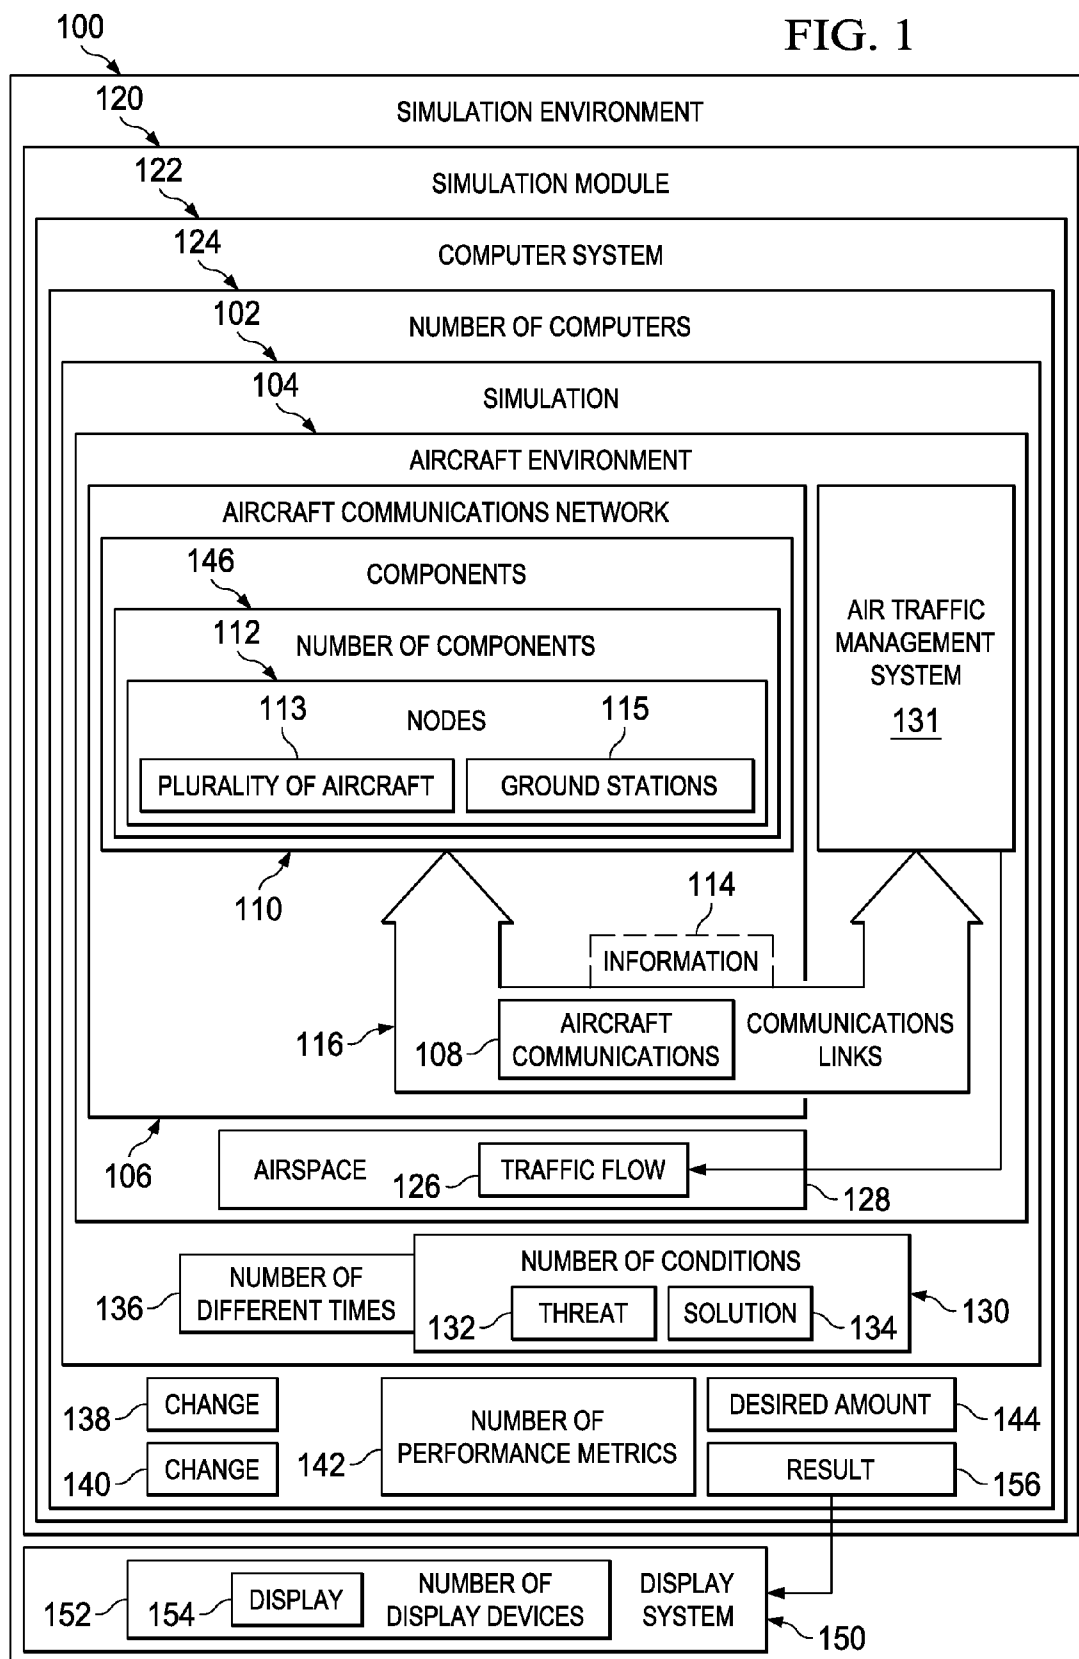 FIG. 1
100
120
SIMULATION ENVIRONMENT
122
SIMULATION MODULE
124
COMPUTER SYSTEM
102
NUMBER OF COMPUTERS
104
SIMULATION
AIRCRAFT ENVIRONMENT
AIRCRAFT COMMUNICATIONS NETWORK
146
COMPONENTS
112
NUMBER OF COMPONENTS
113
NODES
115
PLURALITY OF AIRCRAFT
GROUND STATIONS
AIR TRAFFIC
MANAGEMENT
SYSTEM
131
110
114
INFORMATION
116
108
AIRCRAFT
COMMUNICATIONS
COMMUNICATIONS
LINKS
106
AIRSPACE
126
TRAFFIC FLOW
128
136
NUMBER OF
DIFFERENT TIMES
NUMBER OF CONDITIONS
132
THREAT
SOLUTION
134
130
138
CHANGE
140
CHANGE
142
NUMBER OF
PERFORMANCE METRICS
DESIRED AMOUNT
144
RESULT
156
152
154
DISPLAY
NUMBER OF
DISPLAY DEVICES
DISPLAY
SYSTEM
150